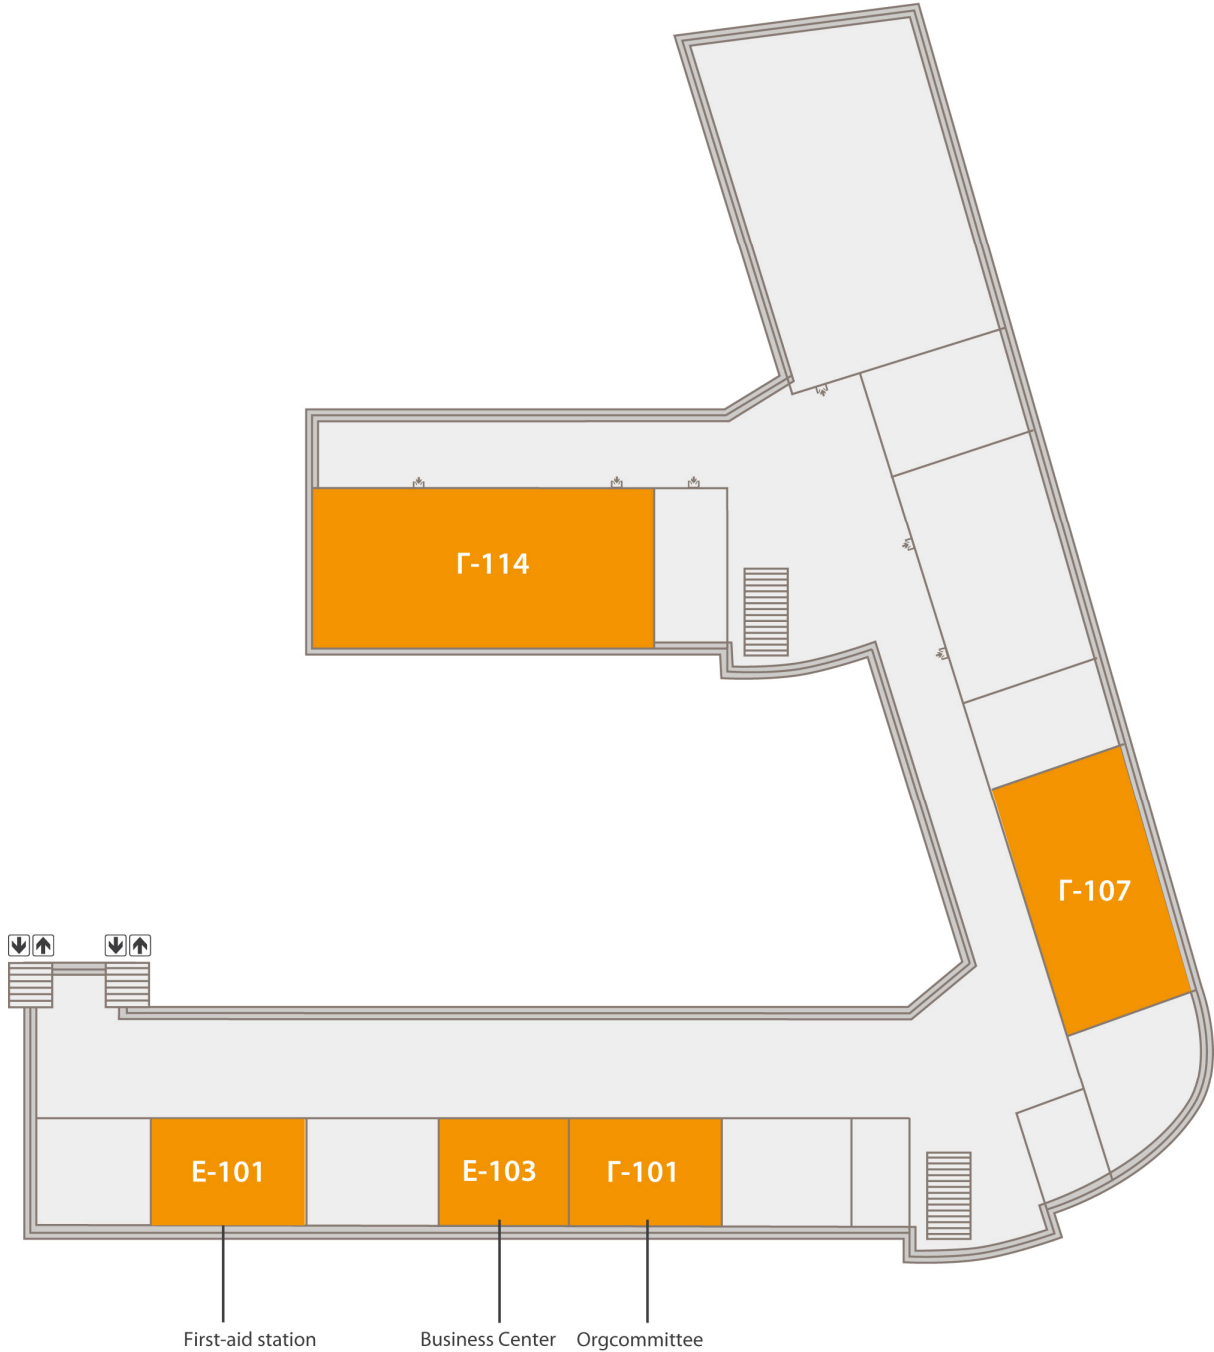 Г-114
Г-107
Е-101
Е-103
Г-101
First-aid station
Business Center
Orgcommittee